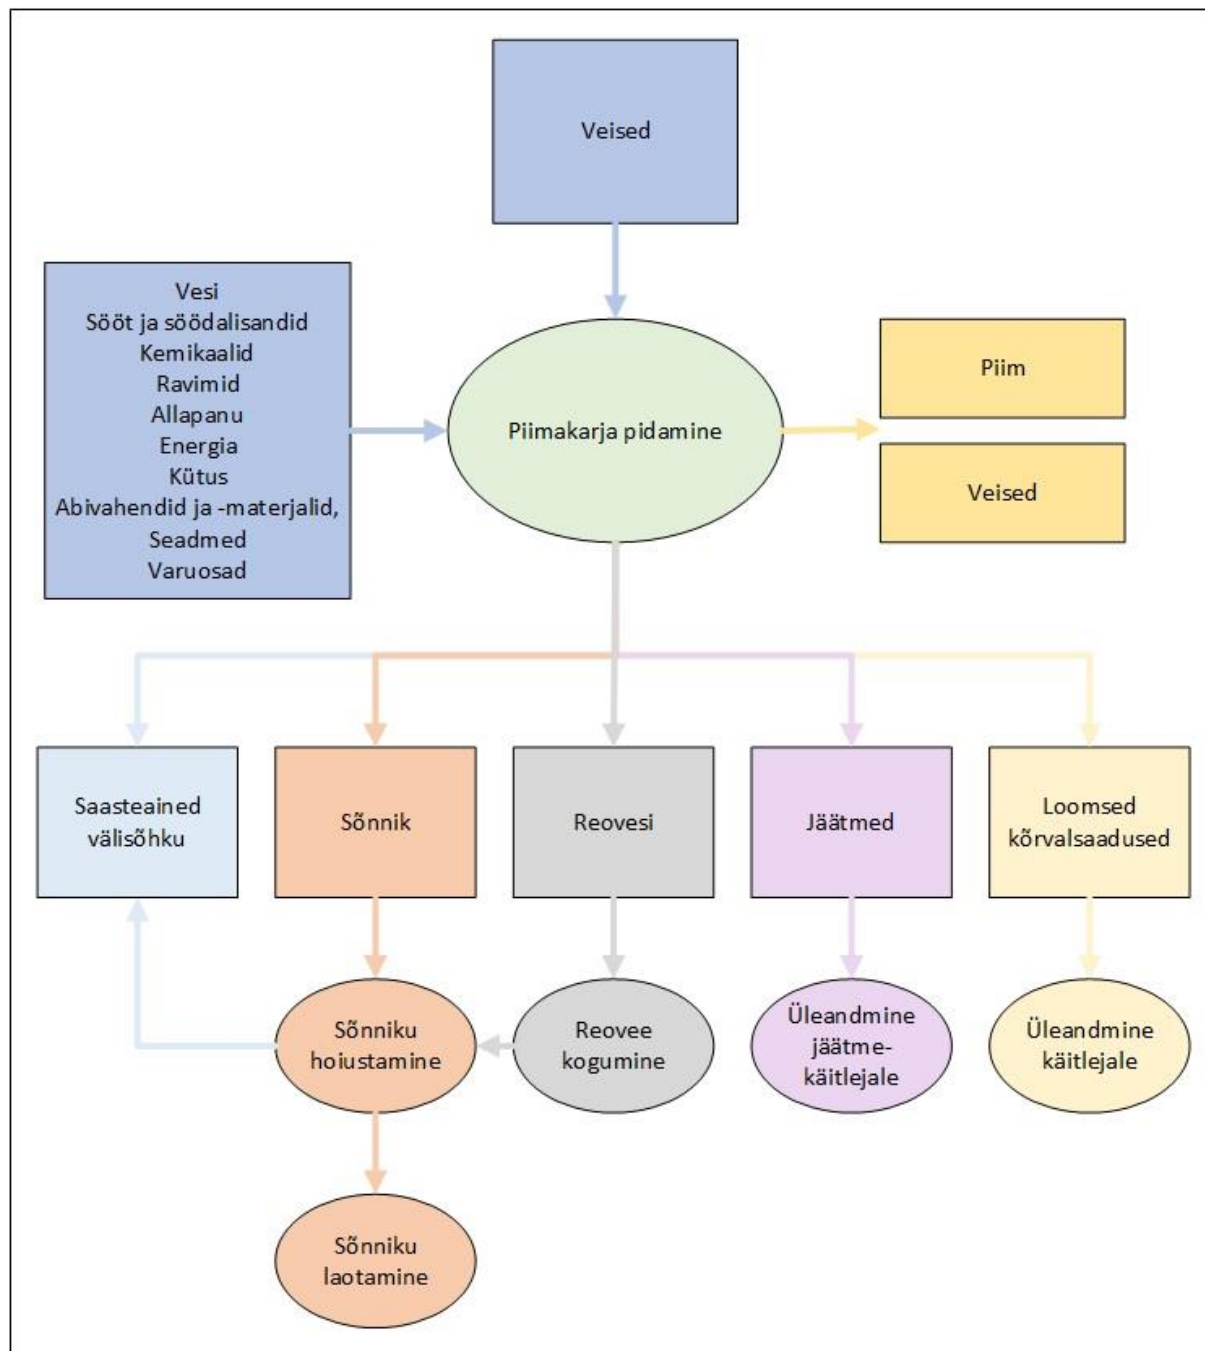 Veised
Vesi
Sööt ja söödalisandid
Kemikaalid
Ravimid
Allapanu
Energia
Kütus
Abivahendid ja -materjalid,
Seadmed
Varuosad
Piimakarja pidamine
Piim
Veised
Saasteained
välisõhku
Sõnnik
Reovesi
Jäätmed
Loomsed
kõrvalsaadused
Sõnniku
hoiustamine
Reovee
kogumine
Üleandmine
jäätme-
käitlejale
Üleandmine
käitlejale
Sõnniku
laotamine